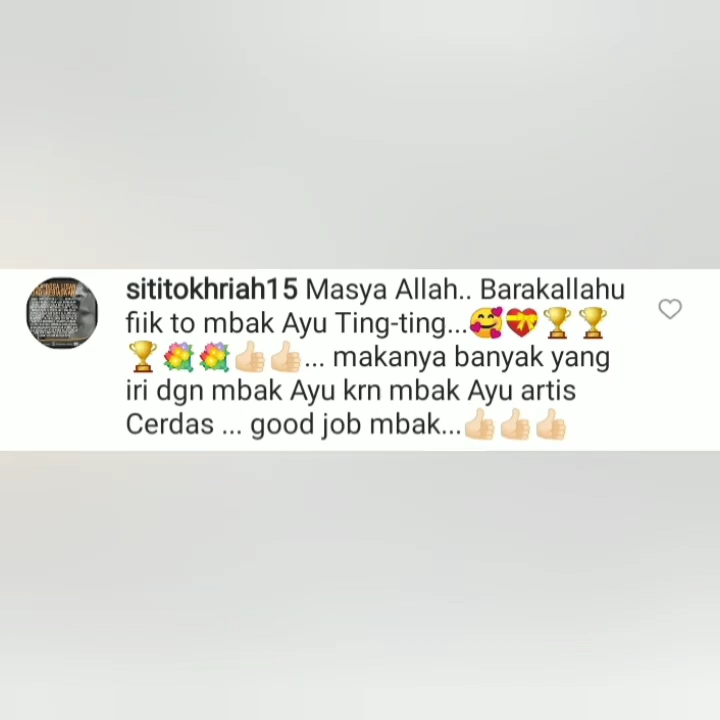 sititokhriah15 Masya Allah.. Barakallahu
fiik to mbak Ayu Ting-ting...🥰💝🏆🏆
🏆💐💐👍🏻👍🏻... makanya banyak yang
iri dgn mbak Ayu krn mbak Ayu artis
Cerdas ... good job mbak...👍🏻👍🏻👍🏻